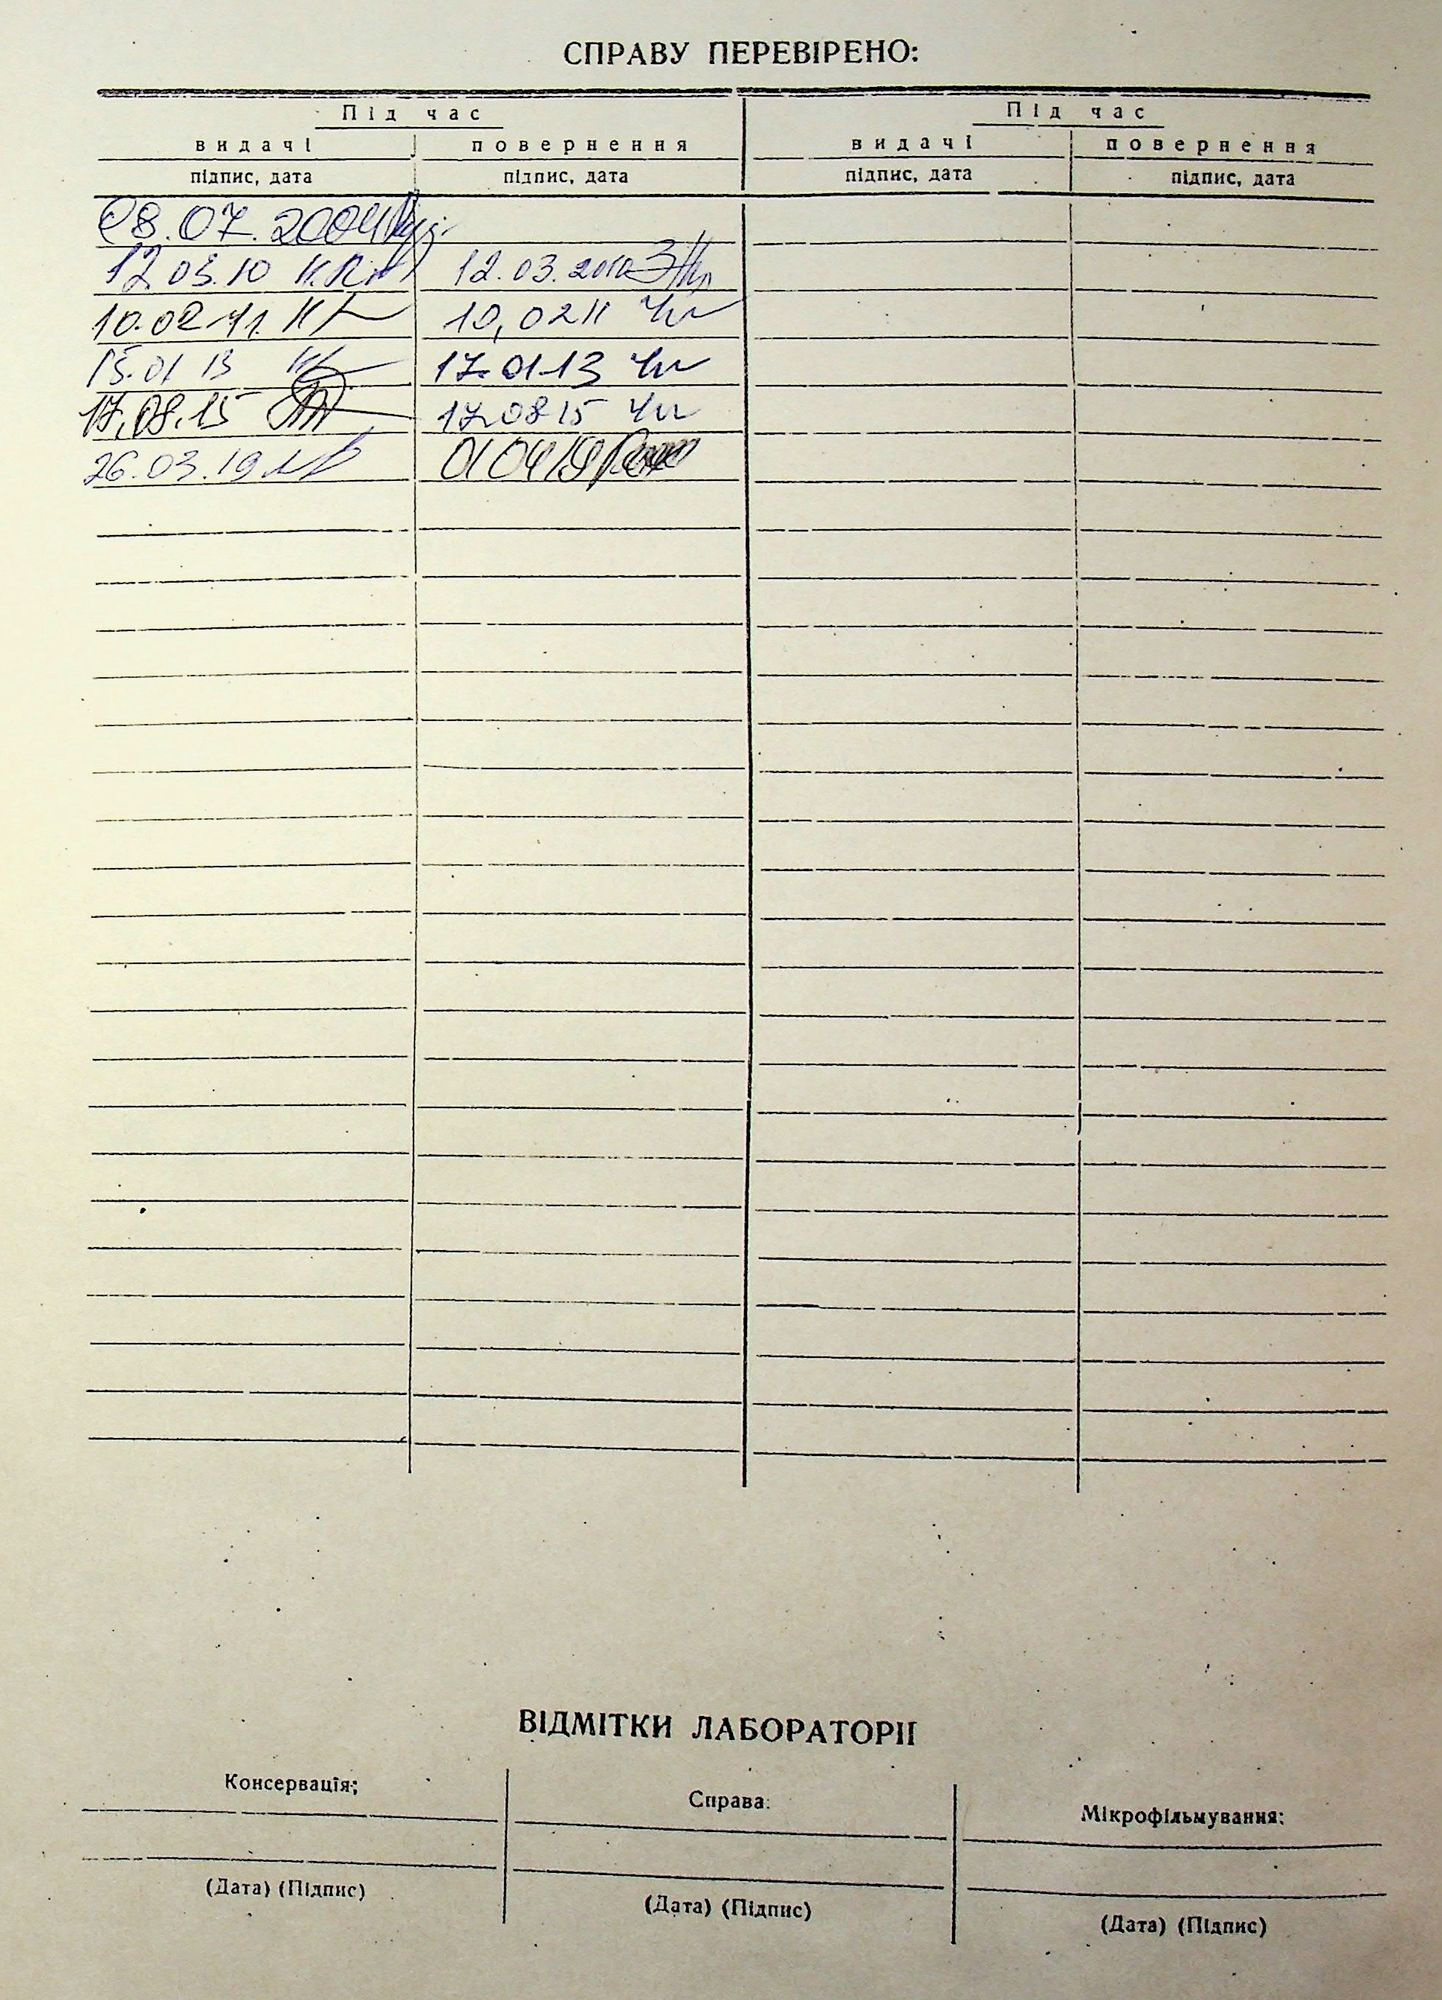 СПРАВУ ПЕРЕВІРЕНО:
Під час Під час
видачі повернення видачі повернення
підпис, дата підпис, дата підпис, дата підпис, дата
08.07.2004
12.03.10 12.03.2010
10.02.11 10,02 11
15.01 13 17.01.13
17.08.15 17.08 15
26.03.19 01 04 19
ВІДМІТКИ ЛАБОРАТОРІЇ
Консервація: Справа: Мікрофільмування:
(Дата) (Підпис) (Дата) (Підпис) (Дата) (Підпис)